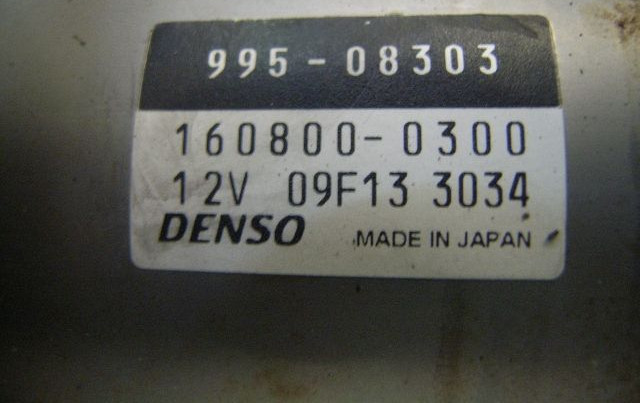 995-08303
160800-0300
12V 09F13 3034
DENSO MADE IN JAPAN